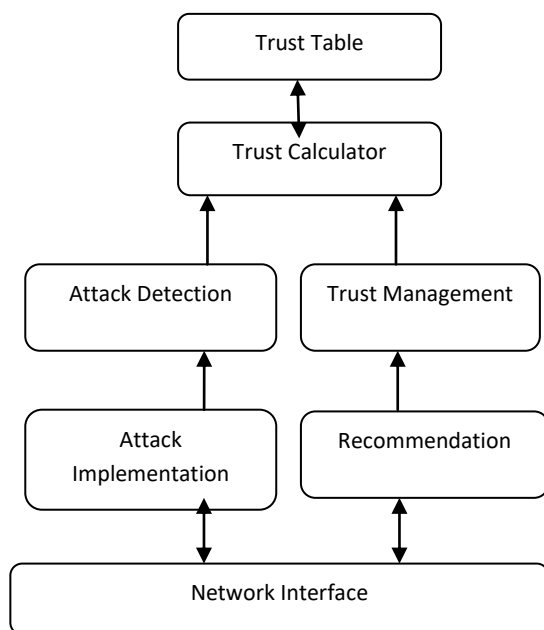 Trust Table
Trust Calculator
Attack Detection
Trust Management
Attack
Implementation
Recommendation
Network Interface